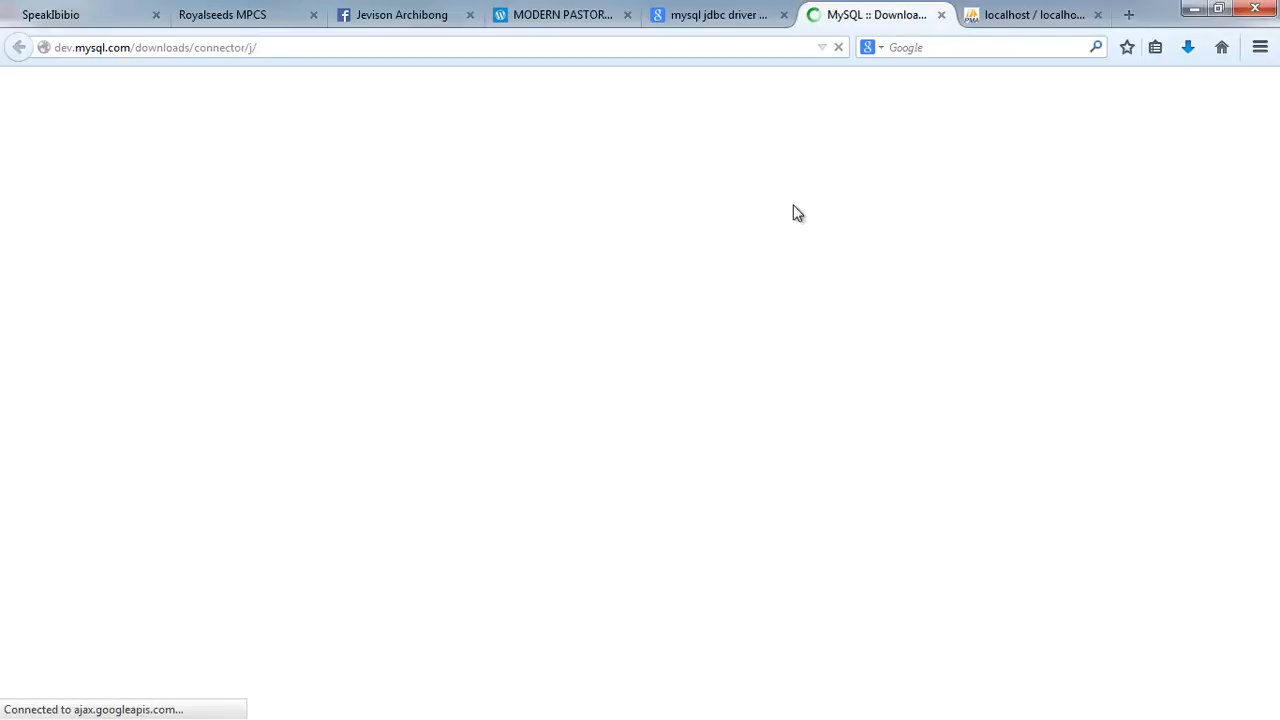 SpeakIbibio
Royalseeds MPCS
Jevison Archibong
MODERN PASTOR...
mysql jdbc driver ...
MySQL :: Downloa...
PMA
localhost / localho...
dev.mysql.com/downloads/connector/j/
Google
Connected to ajax.googleapis.com...